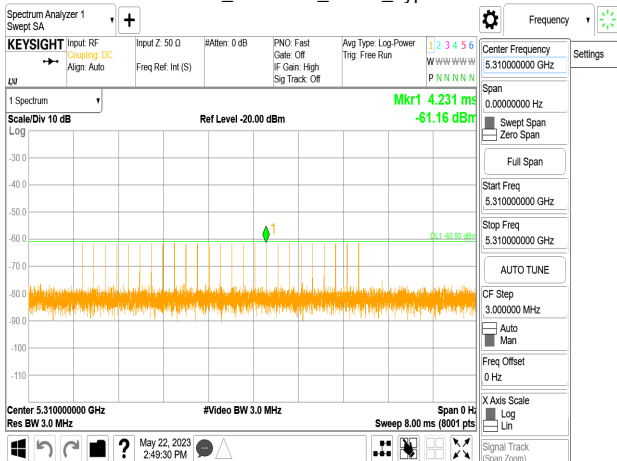 Spectrum Analyzer 1
Swept SA
+
Frequency
KEYSIGHT
Input: RF
Coupling: DC
Align: Auto
Input Z: 50 Ω
Freq Ref: Int (S)
#Atten: 0 dB
PNO: Fast
Gate: Off
IF Gain: High
Sig Track: Off
Avg Type: Log-Power
Trig: Free Run
1 2 3 4 5 6
W W W W W W
P N N N N N
LXI
Settings
1 Spectrum
Scale/Div 10 dB
Ref Level -20.00 dBm
Mkr1 4.231 ms
-61.16 dBm
Log
-30.0
-40.0
-50.0
-60.0
-70.0
-80.0
-90.0
-100
-110
1
DL1 -60.90 dBm
Center 5.310000000 GHz
Res BW 3.0 MHz
#Video BW 3.0 MHz
Span 0 Hz
Sweep 8.00 ms (8001 pts
Center Frequency
5.310000000 GHz
Span
0.00000000 Hz
Swept Span
Zero Span
Full Span
Start Freq
5.310000000 GHz
Stop Freq
5.310000000 GHz
AUTO TUNE
CF Step
3.000000 MHz
Auto
Man
Freq Offset
0 Hz
X Axis Scale
Log
Lin
Signal Track
(Span Zoom)
?
May 22, 2023
2:49:30 PM